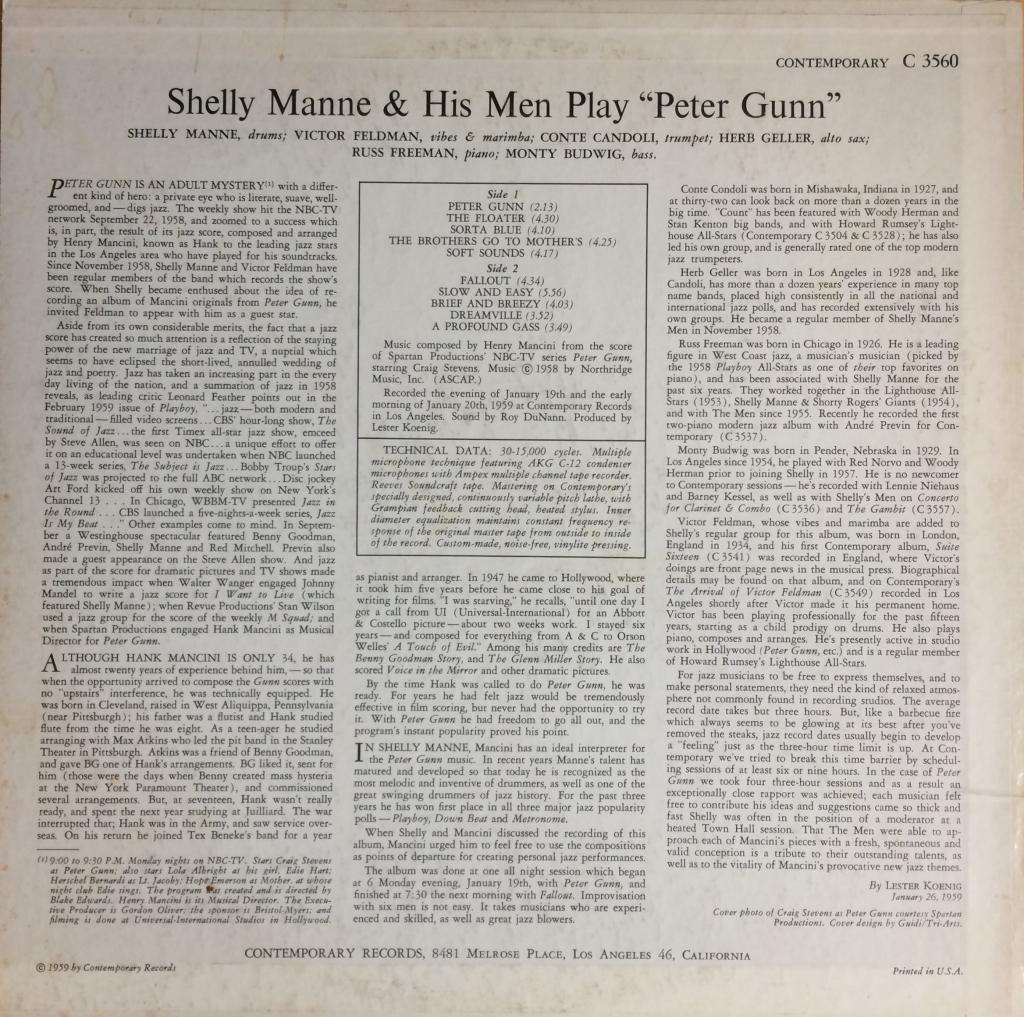 CONTEMPORARY C 3560
Shelly Manne & His Men Play “Peter Gunn”
SHELLY MANNE, drums; VICTOR FELDMAN, vibes & marimba; CONTE CANDOLI, trumpet; HERB GELLER, alto sax;
RUSS FREEMAN, piano; MONTY BUDWIG, bass.
PETER GUNN IS AN ADULT MYSTERY(1) with a differ-
ent kind of hero: a private eye who is literate, suave, well-
groomed, and—digs jazz. The weekly show hit the NBC-TV
network September 22, 1958, and zoomed to a success which
is, in part, the result of its jazz score, composed and arranged
by Henry Mancini, known as Hank to the leading jazz stars
in the Los Angeles area who have played for his soundtracks.
Since November 1958, Shelly Manne and Victor Feldman have
been regular members of the band which records the show's
score. When Shelly became enthused about the idea of re-
cording an album of Mancini originals from Peter Gunn, he
invited Feldman to appear with him as a guest star.
Aside from its own considerable merits, the fact that a jazz
score has created so much attention is a reflection of the staying
power of the new marriage of jazz and TV, a nuptial which
seems to have eclipsed the short-lived, annulled wedding of
jazz and poetry. Jazz has taken an increasing part in the every
day living of the nation, and a summation of jazz in 1958
reveals, as leading critic Leonard Feather points out in the
February 1959 issue of Playboy, "...jazz—both modern and
traditional—filled video screens...CBS' hour-long show, The
Sound of Jazz...the first Timex all-star jazz show, emceed
by Steve Allen, was seen on NBC...a unique effort to offer
it on an educational level was undertaken when NBC launched
a 13-week series, The Subject is Jazz...Bobby Troup's Stars
of Jazz was projected to the full ABC network...Disc jockey
Art Ford kicked off his own weekly show on New York's
Channel 13 . . . In Chicago, WBBM-TV presented Jazz in
the Round . . . CBS launched a five-nights-a-week series, Jazz
Is My Beat . . ." Other examples come to mind. In Septem-
ber a Westinghouse spectacular featured Benny Goodman,
André Previn, Shelly Manne and Red Mitchell. Previn also
made a guest appearance on the Steve Allen show. And jazz
as part of the score for dramatic pictures and TV shows made
a tremendous impact when Walter Wanger engaged Johnny
Mandel to write a jazz score for I Want to Live (which
featured Shelly Manne); when Revue Productions' Stan Wilson
used a jazz group for the score of the weekly M Squad; and
when Spartan Productions engaged Hank Mancini as Musical
Director for Peter Gunn.
ALTHOUGH HANK MANCINI IS ONLY 34, he has
almost twenty years of experience behind him,—so that
when the opportunity arrived to compose the Gunn scores with
no "upstairs" interference, he was technically equipped. He
was born in Cleveland, raised in West Aliquippa, Pennsylvania
(near Pittsburgh); his father was a flutist and Hank studied
flute from the time he was eight. As a teen-ager he studied
arranging with Max Atkins who led the pit band in the Stanley
Theater in Pittsburgh. Atkins was a friend of Benny Goodman,
and gave BG one of Hank's arrangements. BG liked it, sent for
him (those were the days when Benny created mass hysteria
at the New York Paramount Theater), and commissioned
several arrangements. But, at seventeen, Hank wasn't really
ready, and spent the next year studying at Juilliard. The war
interrupted that; Hank was in the Army, and saw service over-
seas. On his return he joined Tex Beneke's band for a year
(1) 9:00 to 9:30 P.M. Monday nights on NBC-TV. Stars Craig Stevens
as Peter Gunn; also stars Lola Albright as his girl, Edie Hart;
Herschel Bernardi as Lt. Jacoby; Hope Emerson as Mother, at whose
night club Edie sings. The program was created and is directed by
Blake Edwards. Henry Mancini is its Musical Director. The Execu-
tive Producer is Gordon Oliver; the sponsor is Bristol-Myers; and
filming is done at Universal-International Studios in Hollywood.
Side 1
PETER GUNN (2.13)
THE FLOATER (4.30)
SORTA BLUE (4.10)
THE BROTHERS GO TO MOTHER'S (4.25)
SOFT SOUNDS (4.17)
Side 2
FALLOUT (4.34)
SLOW AND EASY (5.56)
BRIEF AND BREEZY (4.03)
DREAMVILLE (3.52)
A PROFOUND GASS (3.49)
Music composed by Henry Mancini from the score
of Spartan Productions' NBC-TV series Peter Gunn,
starring Craig Stevens. Music © 1958 by Northridge
Music, Inc. (ASCAP.)
Recorded the evening of January 19th and the early
morning of January 20th, 1959 at Contemporary Records
in Los Angeles. Sound by Roy DuNann. Produced by
Lester Koenig.
TECHNICAL DATA: 30-15,000 cycles. Multiple
microphone technique featuring AKG C-12 condenser
microphones with Ampex multiple channel tape recorder.
Reeves Soundcraft tape. Mastering on Contemporary's
specially designed, continuously variable pitch lathe, with
Grampian feedback cutting head, heated stylus. Inner
diameter equalization maintains constant frequency re-
sponse of the original master tape from outside to inside
of the record. Custom-made, noise-free, vinylite pressing.
as pianist and arranger. In 1947 he came to Hollywood, where
it took him five years before he came close to his goal of
writing for films. "I was starving," he recalls, "until one day I
got a call from UI (Universal-International) for an Abbott
& Costello picture—about two weeks work. I stayed six
years—and composed for everything from A & C to Orson
Welles' A Touch of Evil." Among his many credits are The
Benny Goodman Story, and The Glenn Miller Story. He also
scored Voice in the Mirror and other dramatic pictures.
By the time Hank was called to do Peter Gunn, he was
ready. For years he had felt jazz would be tremendously
effective in film scoring, but never had the opportunity to try
it. With Peter Gunn he had freedom to go all out, and the
program's instant popularity proved his point.
IN SHELLY MANNE, Mancini has an ideal interpreter for
the Peter Gunn music. In recent years Manne's talent has
matured and developed so that today he is recognized as the
most melodic and inventive of drummers, as well as one of the
great swinging drummers of jazz history. For the past three
years he has won first place in all three major jazz popularity
polls—Playboy, Down Beat and Metronome.
When Shelly and Mancini discussed the recording of this
album, Mancini urged him to feel free to use the compositions
as points of departure for creating personal jazz performances.
The album was done at one all night session which began
at 6 Monday evening, January 19th, with Peter Gunn, and
finished at 7:30 the next morning with Fallout. Improvisation
with six men is not easy. It takes musicians who are experi-
enced and skilled, as well as great jazz blowers.
Conte Condoli was born in Mishawaka, Indiana in 1927, and
at thirty-two can look back on more than a dozen years in the
big time. "Count" has been featured with Woody Herman and
Stan Kenton big bands, and with Howard Rumsey's Light-
house All-Stars (Contemporary C 3504 & C 3528); he has also
led his own group, and is generally rated one of the top modern
jazz trumpeters.
Herb Geller was born in Los Angeles in 1928 and, like
Candoli, has more than a dozen years' experience in many top
name bands, placed high consistently in all the national and
international jazz polls, and has recorded extensively with his
own groups. He became a regular member of Shelly Manne's
Men in November 1958.
Russ Freeman was born in Chicago in 1926. He is a leading
figure in West Coast jazz, a musician's musician (picked by
the 1958 Playboy All-Stars as one of their top favorites on
piano), and has been associated with Shelly Manne for the
past six years. They worked together in the Lighthouse All-
Stars (1953), Shelly Manne & Shorty Rogers' Giants (1954),
and with The Men since 1955. Recently he recorded the first
two-piano modern jazz album with André Previn for Con-
temporary (C 3537).
Monty Budwig was born in Pender, Nebraska in 1929. In
Los Angeles since 1954, he played with Red Norvo and Woody
Herman prior to joining Shelly in 1957. He is no newcomer
to Contemporary sessions—he's recorded with Lennie Niehaus
and Barney Kessel, as well as with Shelly's Men on Concerto
for Clarinet & Combo (C 3536) and The Gambit (C 3557).
Victor Feldman, whose vibes and marimba are added to
Shelly's regular group for this album, was born in London,
England in 1934, and his first Contemporary album, Suite
Sixteen (C 3541) was recorded in England, where Victor's
doings are front page news in the musical press. Biographical
details may be found on that album, and on Contemporary's
The Arrival of Victor Feldman (C 3549) recorded in Los
Angeles shortly after Victor made it his permanent home.
Victor has been playing professionally for the past fifteen
years, starting as a child prodigy on drums. He also plays
piano, composes and arranges. He's presently active in studio
work in Hollywood (Peter Gunn, etc.) and is a regular member
of Howard Rumsey's Lighthouse All-Stars.
For jazz musicians to be free to express themselves, and to
make personal statements, they need the kind of relaxed atmos-
phere not commonly found in recording studios. The average
record date takes but three hours. But, like a barbecue fire
which always seems to be glowing at its best after you've
removed the steaks, jazz record dates usually begin to develop
a "feeling" just as the three-hour time limit is up. At Con-
temporary we've tried to break this time barrier by schedul-
ing sessions of at least six or nine hours. In the case of Peter
Gunn we took four three-hour sessions and as a result an
exceptionally close rapport was achieved; each musician felt
free to contribute his ideas and suggestions came so thick and
fast Shelly was often in the position of a moderator at a
heated Town Hall session. That The Men were able to ap-
proach each of Mancini's pieces with a fresh, spontaneous and
valid conception is a tribute to their outstanding talents, as
well as to the vitality of Mancini's provocative new jazz themes.
By LESTER KOENIG
January 26, 1959
Cover photo of Craig Stevens as Peter Gunn courtesy Spartan
Productions. Cover design by Guidi/Tri-Arts.
CONTEMPORARY RECORDS, 8481 MELROSE PLACE, LOS ANGELES 46, CALIFORNIA
© 1959 by Contemporary Records
Printed in U.S.A.